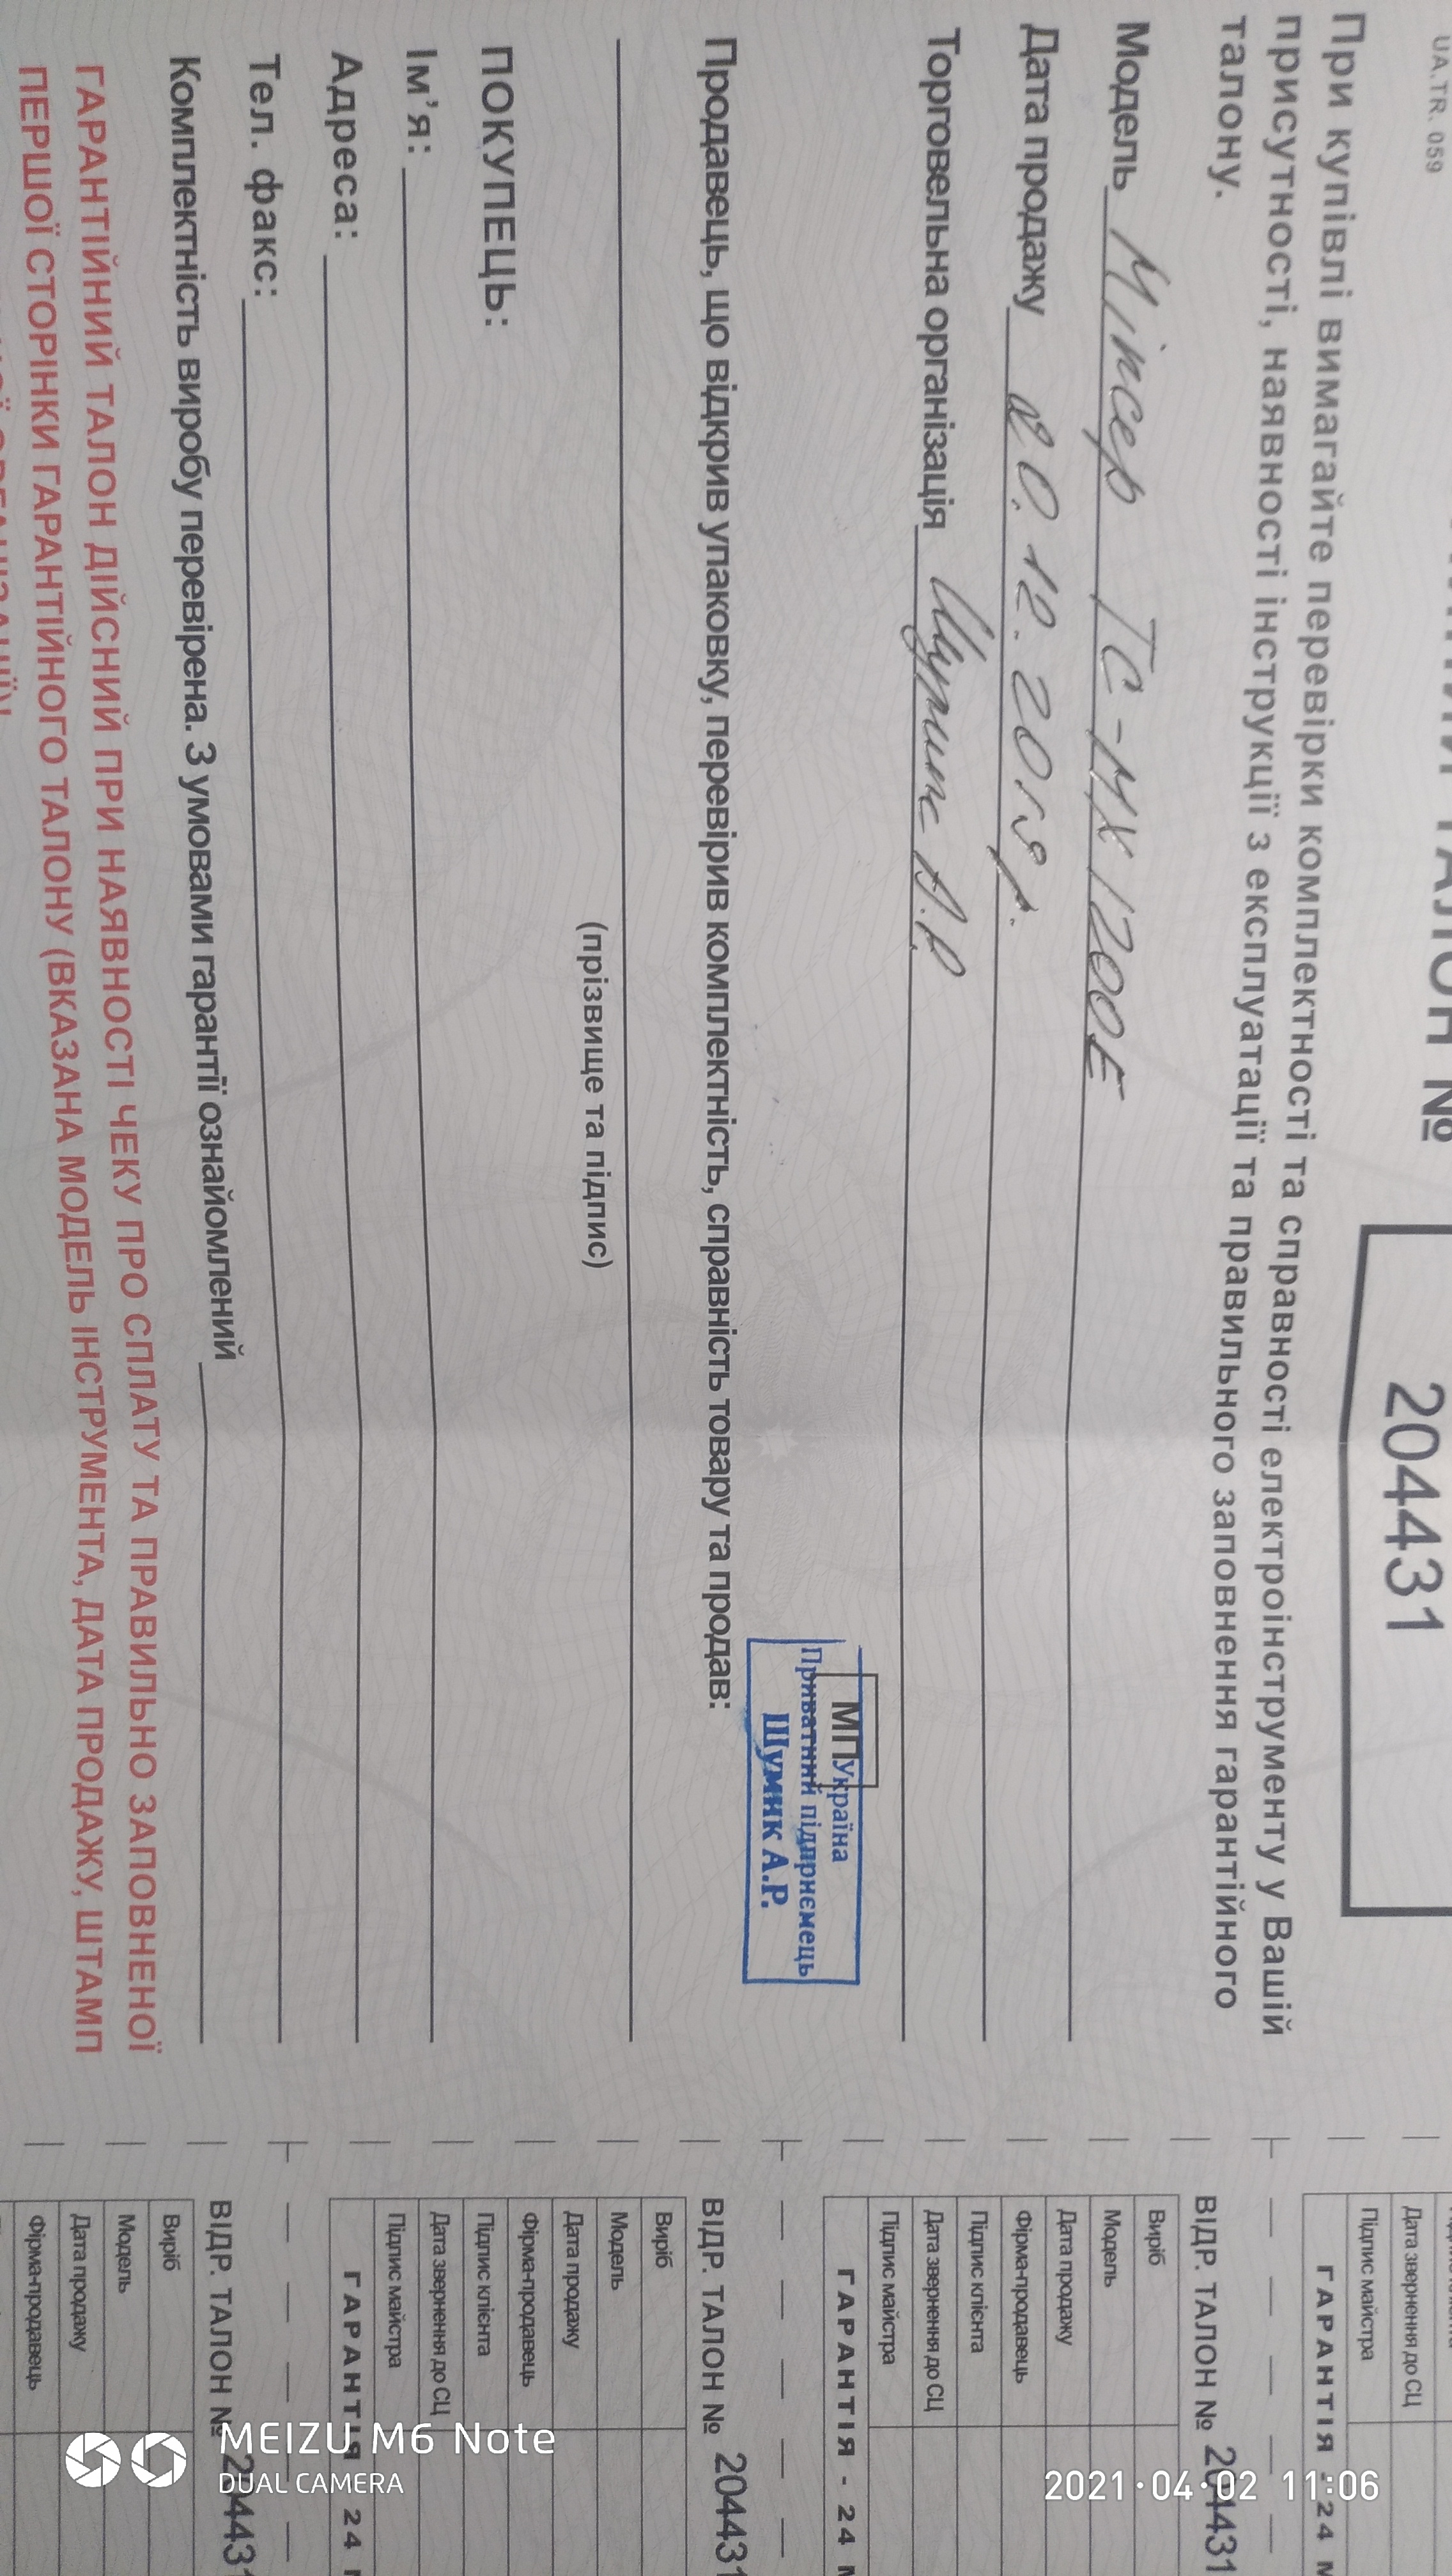 UA.TR. 059
ТАЛОН №
204431
При купівлі вимагайте перевірки комплектності та справності електроінструменту у Вашій
присутності, наявності інструкції з експлуатації та правильного заповнення гарантійного
талону.
Модель Міксер ТС-МХ 1200Е
Дата продажу 20.12.2019р.
Торговельна організація Шумик А.Р.
МП
Україна
Приватний підприємець
Шумик А.Р.
Продавець, що відкрив упаковку, перевірив комплектність, справність товару та продав:
(прізвище та підпис)
ПОКУПЕЦЬ:
Ім’я:
Адреса:
Тел. факс:
Комплектність виробу перевірена. З умовами гарантії ознайомлений
ГАРАНТІЙНИЙ ТАЛОН ДІЙСНИЙ ПРИ НАЯВНОСТІ ЧЕКУ ПРО СПЛАТУ ТА ПРАВИЛЬНО ЗАПОВНЕНОЇ
ПЕРШОЇ СТОРІНКИ ГАРАНТІЙНОГО ТАЛОНУ (ВКАЗАНА МОДЕЛЬ ІНСТРУМЕНТА, ДАТА ПРОДАЖУ, ШТАМП
Дата звернення до СЦ
Підпис майстра
ГАРАНТІЯ - 24 М
ВІДР. ТАЛОН № 204431
Виріб
Модель
Дата продажу
Фірма-продавець
Підпис клієнта
Дата звернення до СЦ
Підпис майстра
ГАРАНТІЯ - 24 М
ВІДР. ТАЛОН № 204431
Виріб
Модель
Дата продажу
Фірма-продавець
Підпис клієнта
Дата звернення до СЦ
Підпис майстра
ГАРАНТІЯ - 24 М
ВІДР. ТАЛОН № 204431
Виріб
Модель
Дата продажу
Фірма-продавець
MEIZU M6 Note
DUAL CAMERA
2021·04·02 11:06